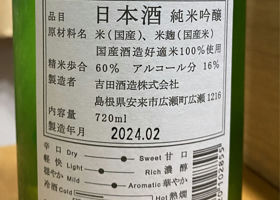 品目 日本酒 純米吟醸
原材料名 米(国産)、米麹(国産米)
国産酒造好適米100%使用
精米歩合 60% アルコール分 16%
製造者 吉田酒造株式会社
島根県安来市広瀬町広瀬1216
内容量 720ml
製造年月 2024.02
辛口 Dry Sweet 甘口
軽快 Light Rich 濃醇
穏やか Mild Aromatic 華やか
冷酒 Cold Hot 熱燗